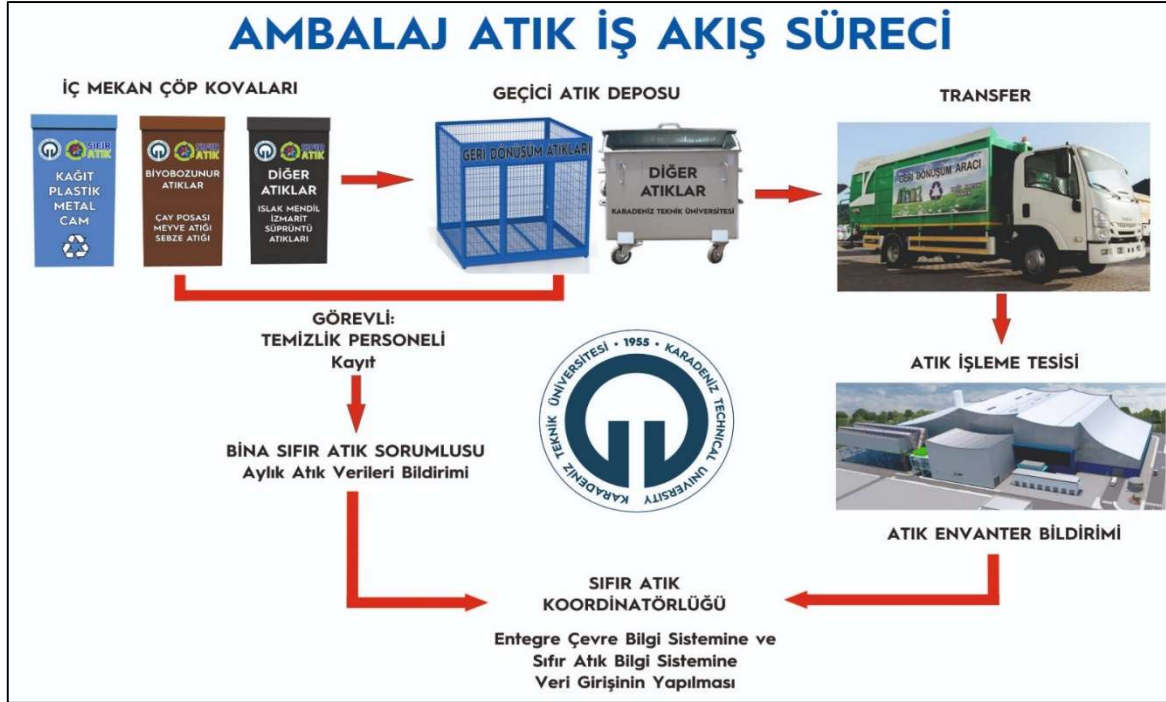 AMBALAJ ATIK İŞ AKIŞ SÜRECİ
İÇ MEKAN ÇÖP KOVALARI
SIFIR
ATIK
KAĞIT
PLASTİK
METAL
CAM
SIFIR
ATIK
BİYOBOZUNUR
ATIKLAR
ÇAY POSASI
MEYVE ATIĞI
SEBZE ATIĞI
SIFIR
ATIK
DİĞER
ATIKLAR
ISLAK MENDİL
İZMARİT
SÜPRÜNTÜ
ATIKLARI
GEÇİCİ ATIK DEPOSU
GERİ DÖNÜŞÜM ATIKLARI
DİĞER
ATIKLAR
KARADENİZ TEKNİK ÜNİVERSİTESİ
TRANSFER
GERİ DÖNÜŞÜM ARACI
GÖREVLİ:
TEMİZLİK PERSONELİ
Kayıt
BİNA SIFIR ATIK SORUMLUSU
Aylık Atık Verileri Bildirimi
KARADENİZ TEKNİK ÜNİVERSİTESİ • 1955 • KARADENIZ TECHNICAL UNIVERSITY
ATIK İŞLEME TESİSİ
ATIK ENVANTER BİLDİRİMİ
SIFIR ATIK
KOORDİNATÖRLÜĞÜ
Entegre Çevre Bilgi Sistemine ve
Sıfır Atık Bilgi Sistemine
Veri Girişinin Yapılması